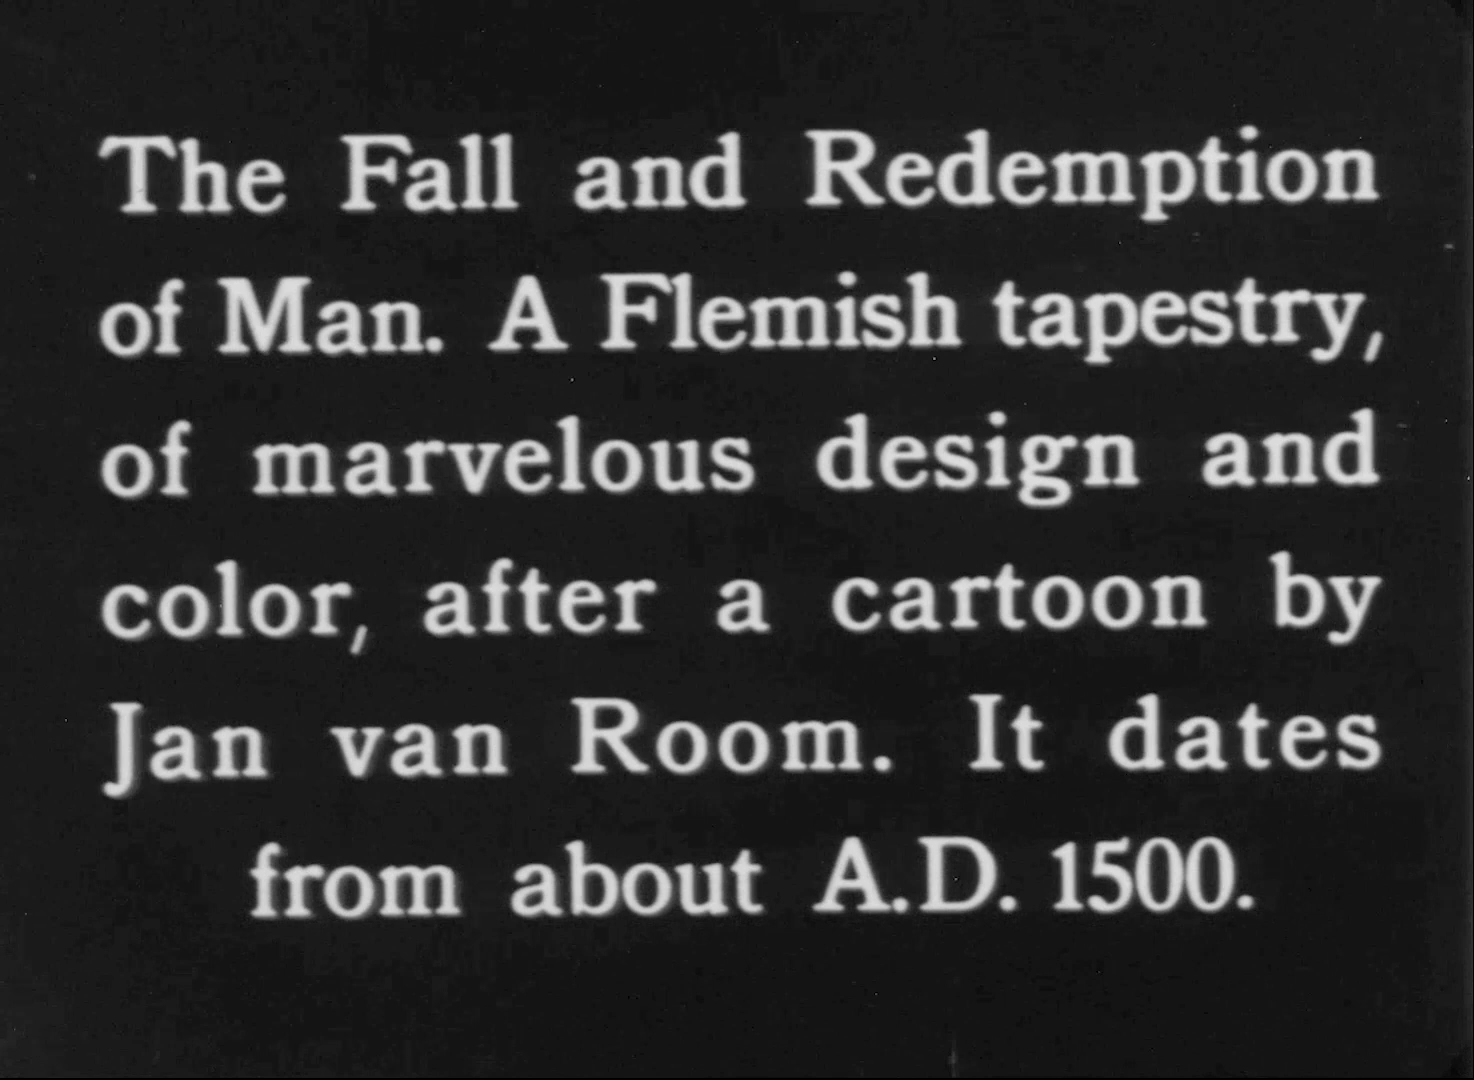 The Fall and Redemption
of Man. A Flemish tapestry,
of marvelous design and
color, after a cartoon by
Jan van Room. It dates
from about A.D. 1500.